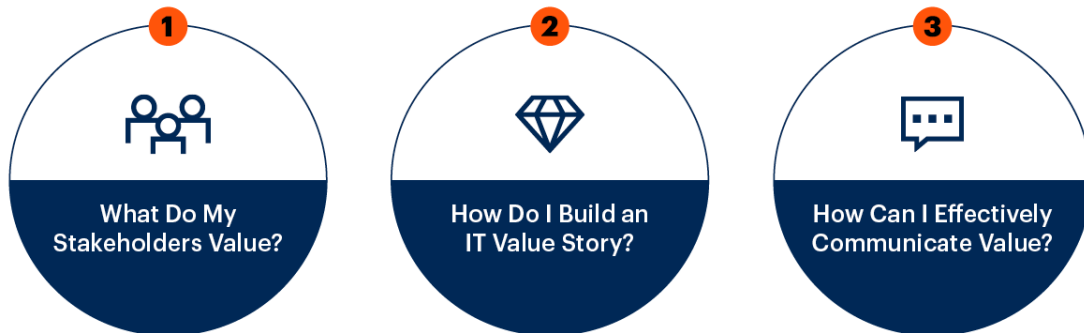 1
What Do My
Stakeholders Value?
2
How Do I Build an
IT Value Story?
3
How Can I Effectively
Communicate Value?